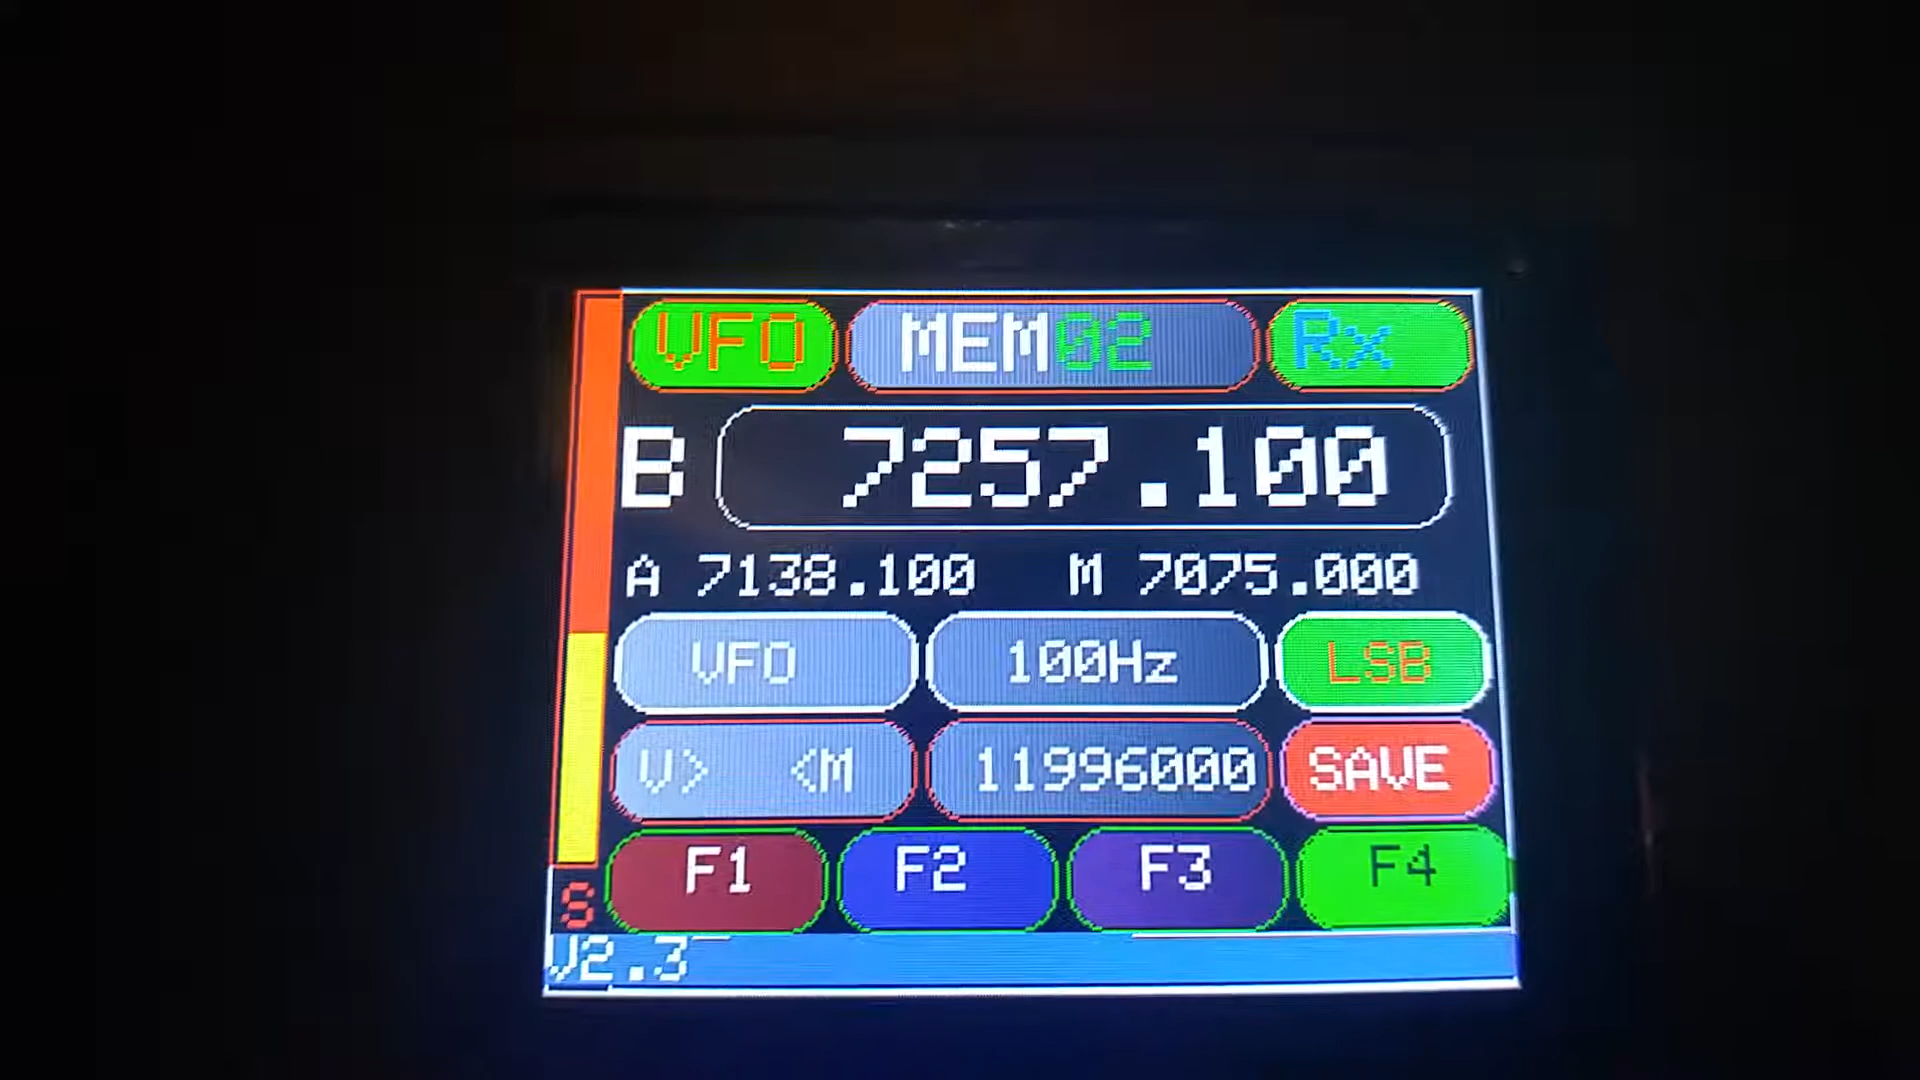 VFO MEM02 Rx
B 7257.100
A 7138.100 M 7075.000
VFO 100Hz LSB
V> <M 11996000 SAVE
F1 F2 F3 F4
S
V2.3